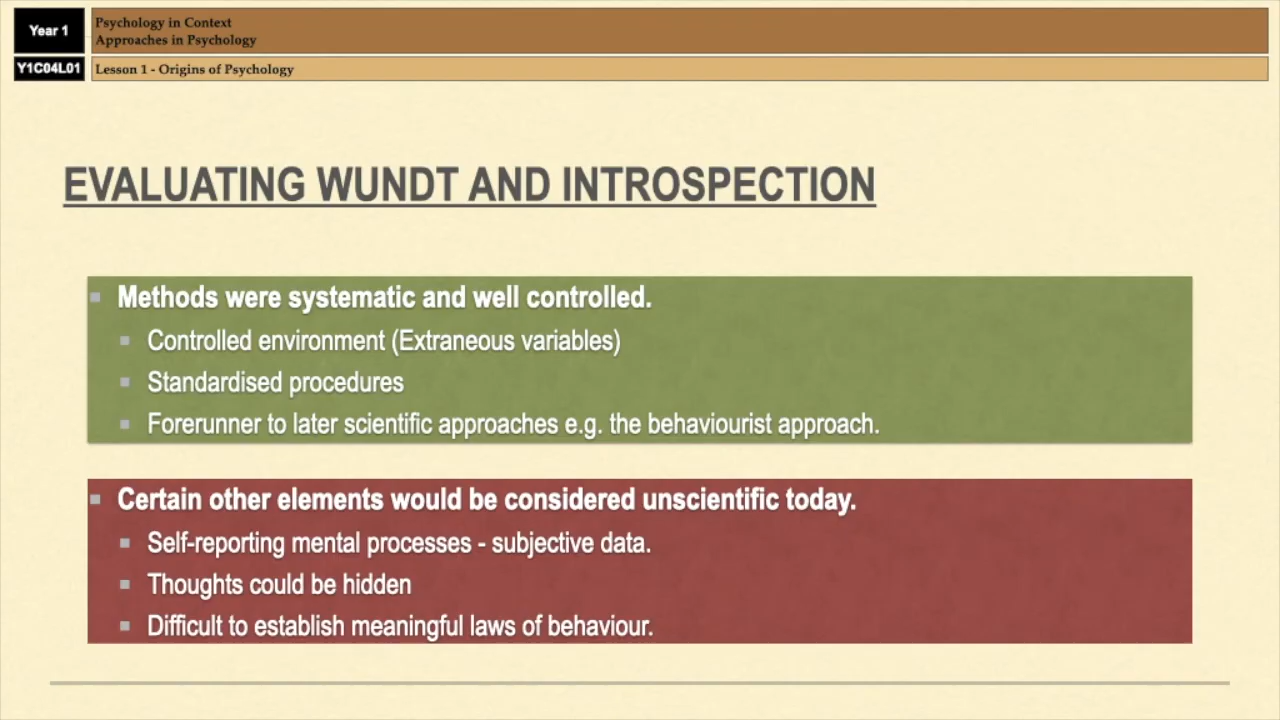 Year 1
Psychology in Context
Approaches in Psychology
Y1C04L01
Lesson 1 - Origins of Psychology
EVALUATING WUNDT AND INTROSPECTION
Methods were systematic and well controlled.
Controlled environment (Extraneous variables)
Standardised procedures
Forerunner to later scientific approaches e.g. the behaviourist approach.
Certain other elements would be considered unscientific today.
Self-reporting mental processes - subjective data.
Thoughts could be hidden
Difficult to establish meaningful laws of behaviour.